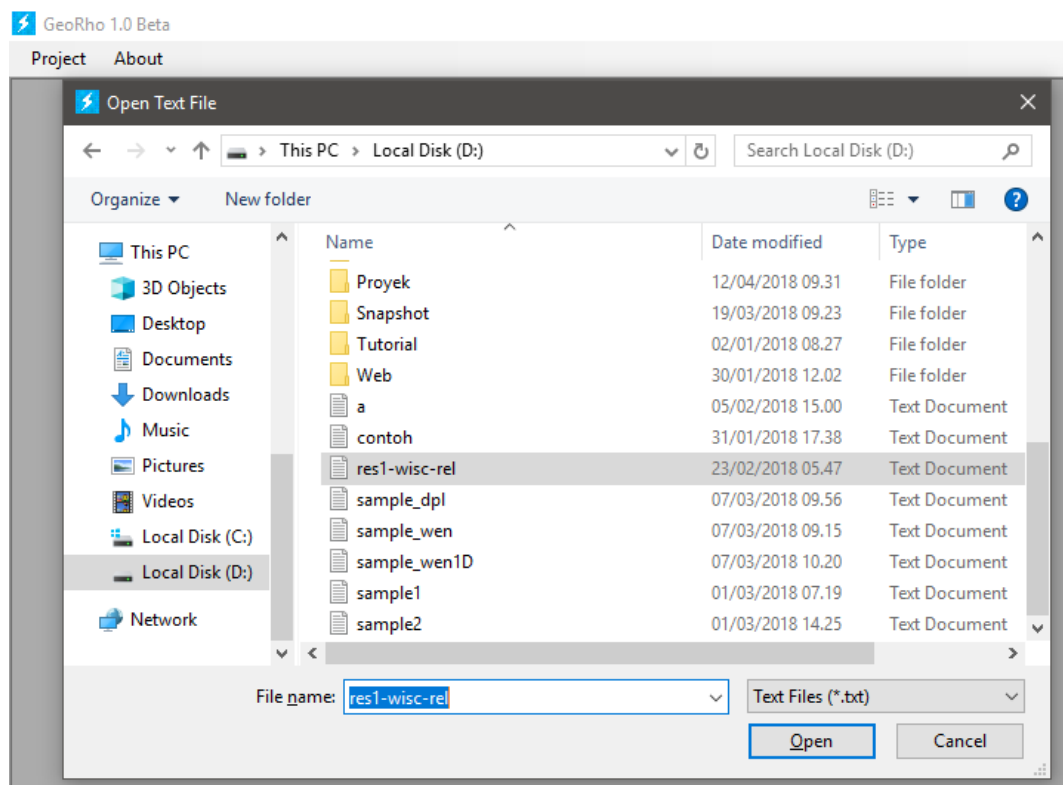 GeoRho 1.0 Beta
Project About
Open Text File
This PC > Local Disk (D:)
Search Local Disk (D:)
Organize
New folder
This PC
3D Objects
Desktop
Documents
Downloads
Music
Pictures
Videos
Local Disk (C:)
Local Disk (D:)
Network
Name Date modified Type
Proyek 12/04/2018 09.31 File folder
Snapshot 19/03/2018 09.23 File folder
Tutorial 02/01/2018 08.27 File folder
Web 30/01/2018 12.02 File folder
a 05/02/2018 15.00 Text Document
contoh 31/01/2018 17.38 Text Document
res1-wisc-rel 23/02/2018 05.47 Text Document
sample_dpl 07/03/2018 09.56 Text Document
sample_wen 07/03/2018 09.15 Text Document
sample_wen1D 07/03/2018 10.20 Text Document
sample1 01/03/2018 07.19 Text Document
sample2 01/03/2018 14.25 Text Document
File name: res1-wisc-rel
Text Files (*.txt)
Open Cancel